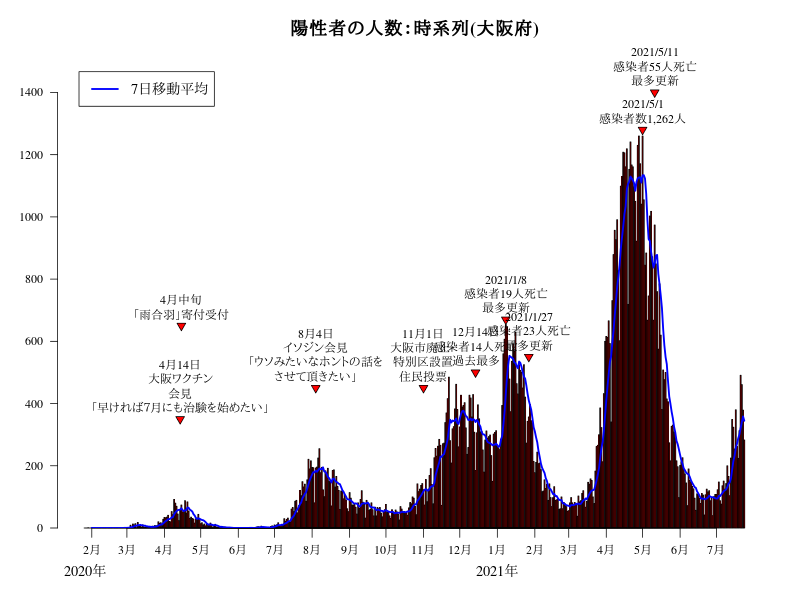 陽性者の人数：時系列(大阪府)
2021/5/11
感染者55人死亡
最多更新
2021/5/1
感染者数1,262人
7日移動平均
1400
1200
1000
800
600
400
200
0
4月中旬
「雨合羽」寄付受付
4月14日
大阪ワクチン
会見
「早ければ7月にも治験を始めたい」
8月4日
イソジン会見
「ウソみたいなホントの話を
させて頂きたい」
11月1日
大阪市廃
特別区設置
住民投票
12月14
感染者14人死
過去最多
2021/1/8
感染者19人死亡
最多更新
2021/1/27
感染者23人死亡
最多更新
2月 3月 4月 5月 6月 7月 8月 9月 10月 11月 12月 1月 2月 3月 4月 5月 6月 7月
2020年 2021年